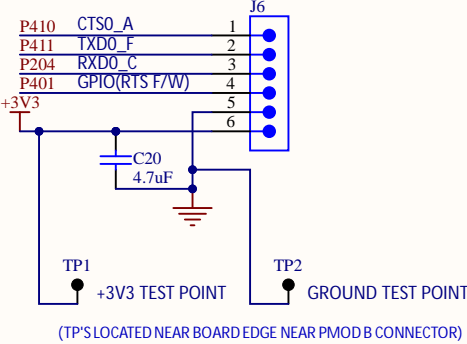 J6
P410 CTS0_A 1
P411 TXD0_F 2
P204 RXD0_C 3
P401 GPIO(RTS F/W) 4
+3V3 5
6
C20
4.7uF
TP1 TP2
+3V3 TEST POINT GROUND TEST POINT
(TP'S LOCATED NEAR BOARD EDGE NEAR PMOD B CONNECTOR)